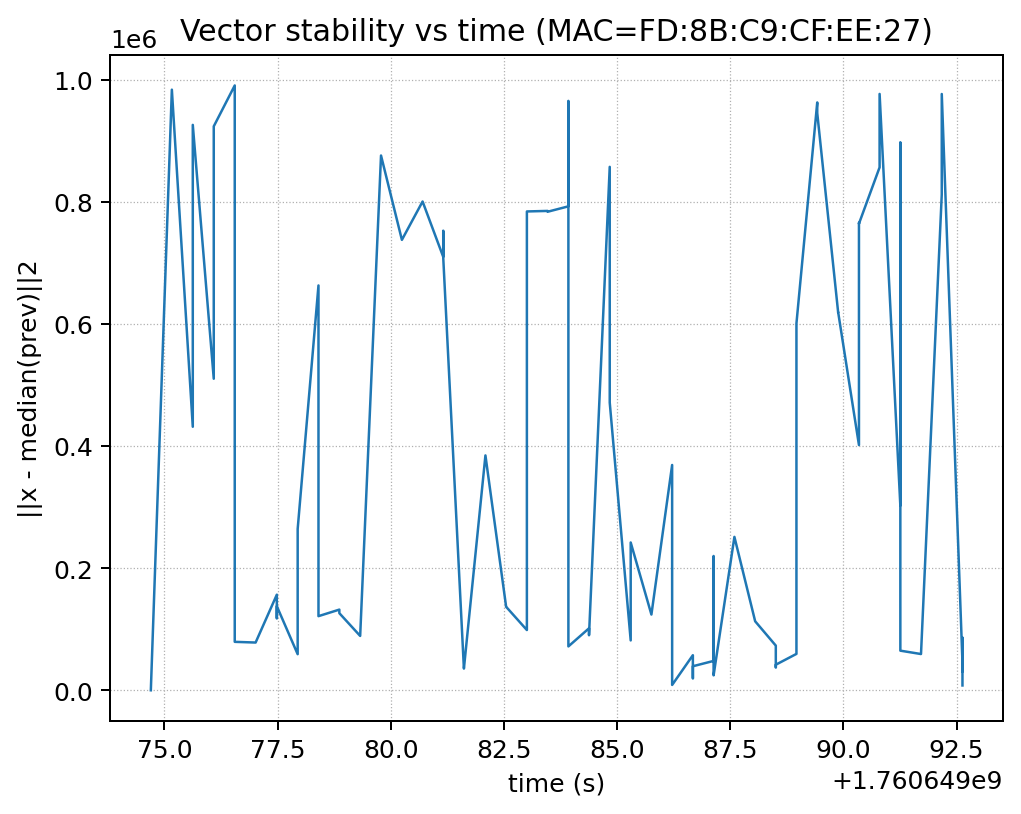 Vector stability vs time (MAC=FD:8B:C9:CF:EE:27)
1e6
1.0
0.8
0.6
0.4
0.2
0.0
||x - median(prev)||2
75.0 77.5 80.0 82.5 85.0 87.5 90.0 92.5
time (s)
+1.760649e9